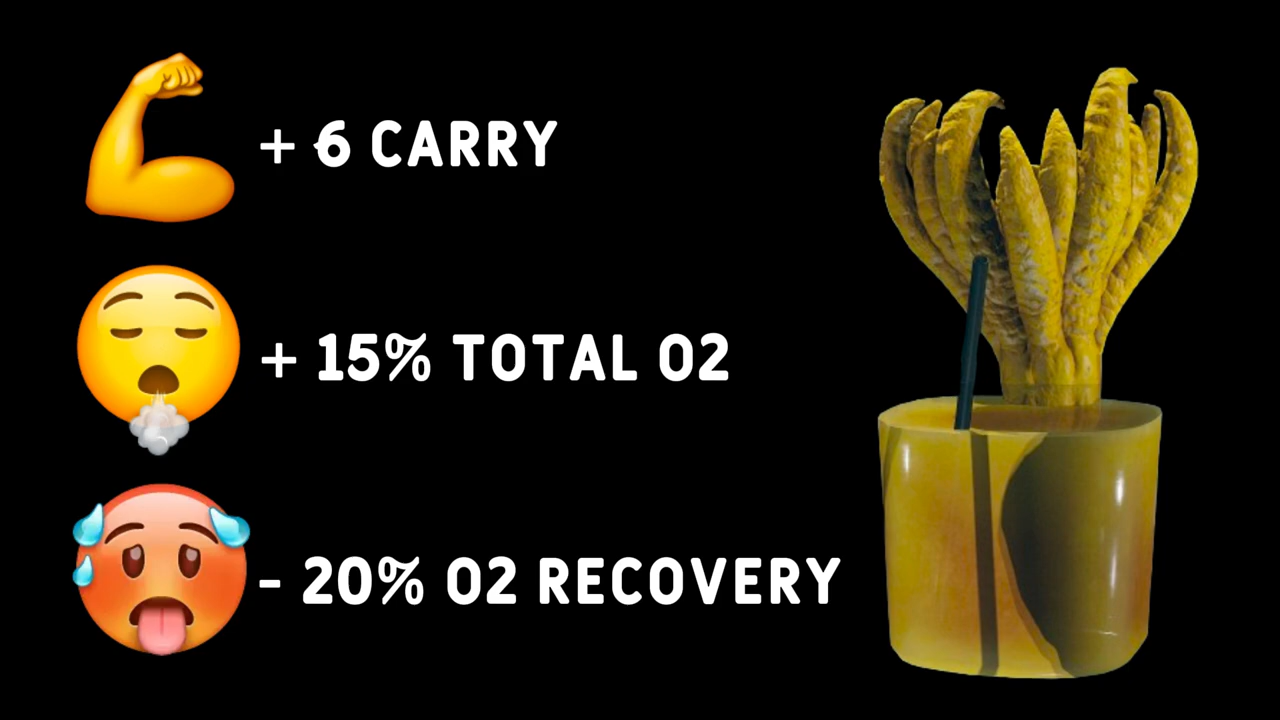 + 6 CARRY
+ 15% TOTAL O2
- 20% O2 RECOVERY